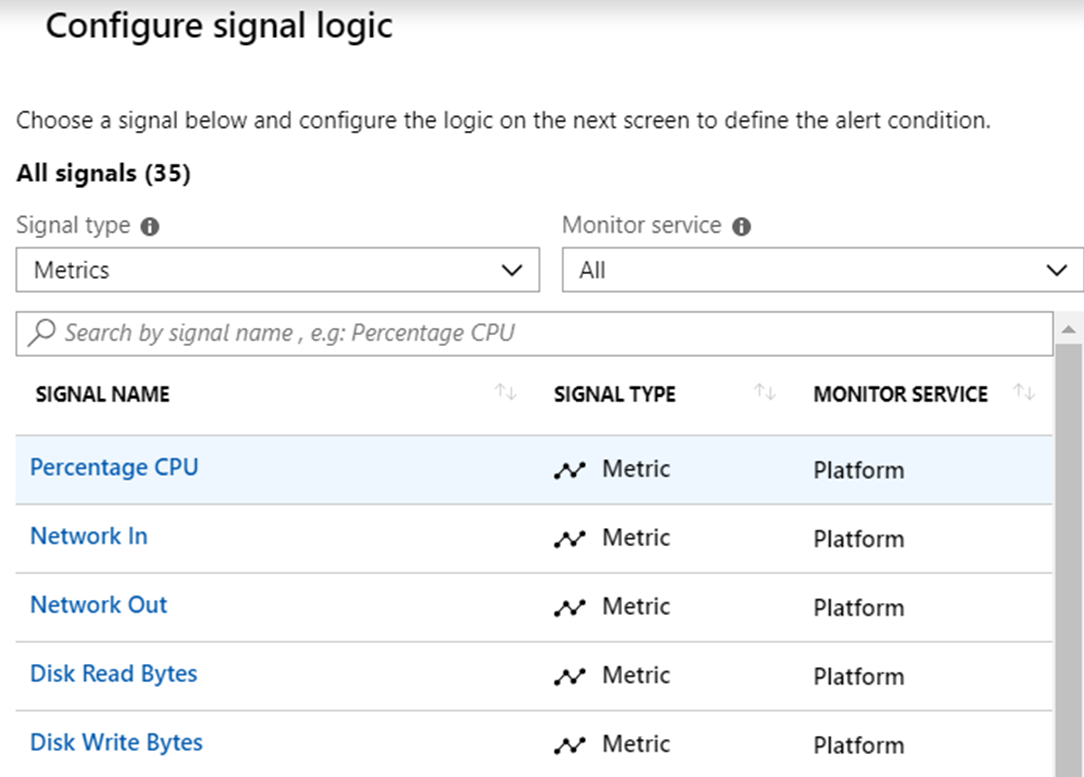 Configure signal logic
Choose a signal below and configure the logic on the next screen to define the alert condition.
All signals (35)
Signal type Monitor service
Metrics All
Search by signal name , e.g: Percentage CPU
SIGNAL NAME SIGNAL TYPE MONITOR SERVICE
Percentage CPU Metric Platform
Network In Metric Platform
Network Out Metric Platform
Disk Read Bytes Metric Platform
Disk Write Bytes Metric Platform